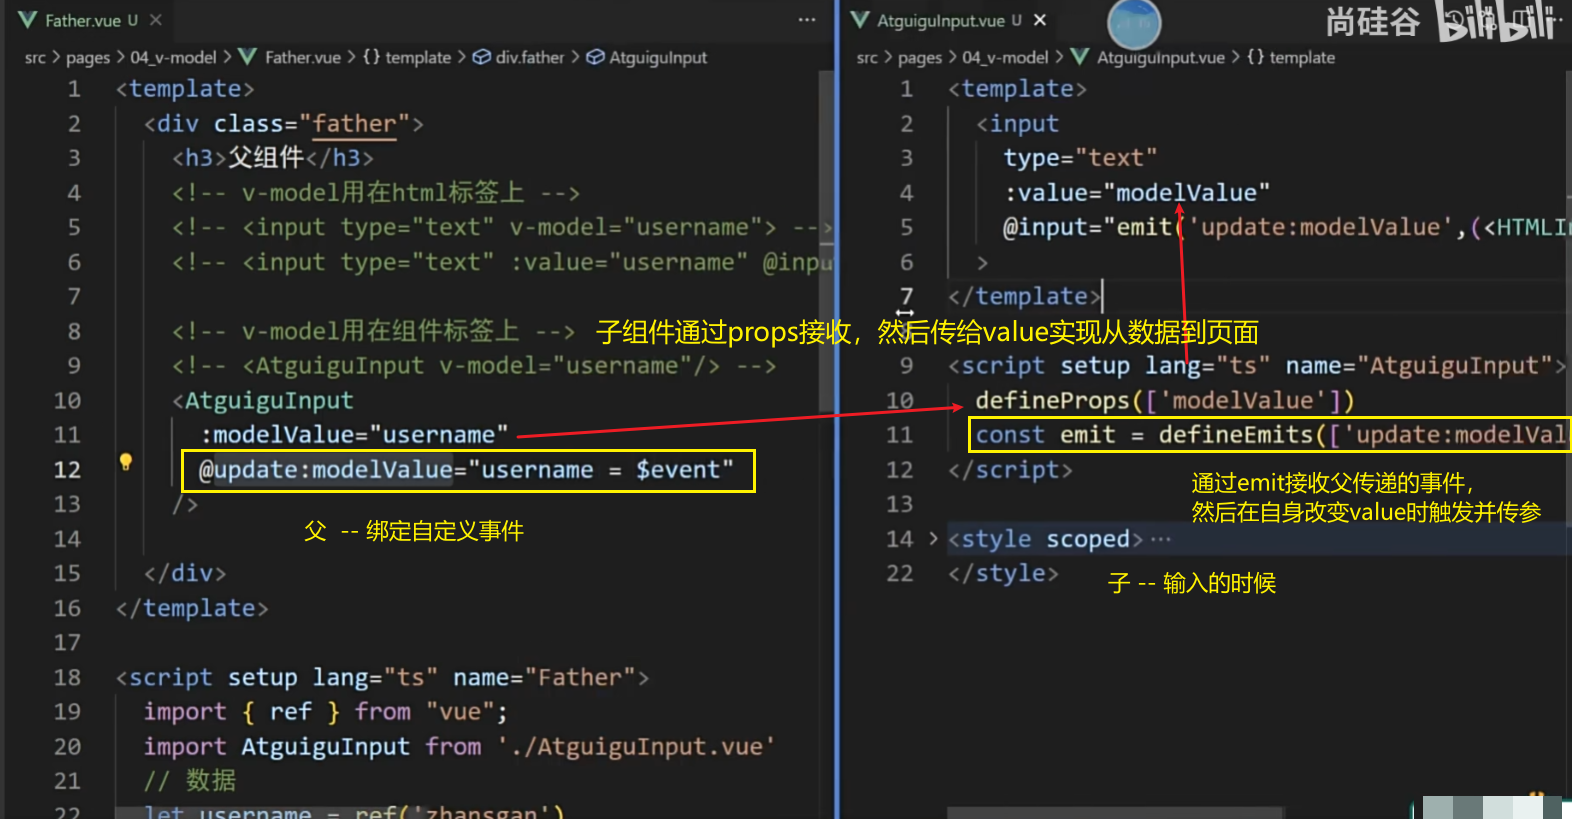 Father.vue U
src > pages > 04_v-model > Father.vue > {} template > div.father > AtguiguInput
1 <template>
2 <div class="father">
3 <h3>父组件</h3>
4 <!-- v-model用在html标签上 -->
5 <!-- <input type="text" v-model="username"> -->
6 <!-- <input type="text" :value="username" @inpu
7
8 <!-- v-model用在组件标签上 -->
9 <!-- <AtguiguInput v-model="username"/> -->
10 <AtguiguInput
11 :modelValue="username"
12 @update:modelValue="username = $event"
13 />
父 -- 绑定自定义事件
14
15 </div>
16 </template>
17
18 <script setup lang="ts" name="Father">
19 import { ref } from "vue";
20 import AtguiguInput from './AtguiguInput.vue'
21 // 数据
22 let username = ref('zhansgan')
子组件通过props接收，然后传给value实现从数据到页面
AtguiguInput.vue U
尚硅谷 bilibili
src > pages > 04_v-model > AtguiguInput.vue > {} template
1 <template>
2 <input
3 type="text"
4 :value="modelValue"
5 @input="emit('update:modelValue',(<HTMLI
6 >
7 </template>
9 <script setup lang="ts" name="AtguiguInput">
10 defineProps(['modelValue'])
11 const emit = defineEmits(['update:modelVal
12 </script>
通过emit接收父传递的事件，
然后在自身改变value时触发并传参
13
14 <style scoped>···
22 </style>
子 -- 输入的时候